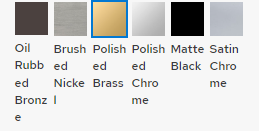 Oil
Rubb
ed
Bronz
e
Brush
ed
Nicke
l
Polish
ed
Brass
Polish
ed
Chro
me
Matte
Black
Satin
Chro
me